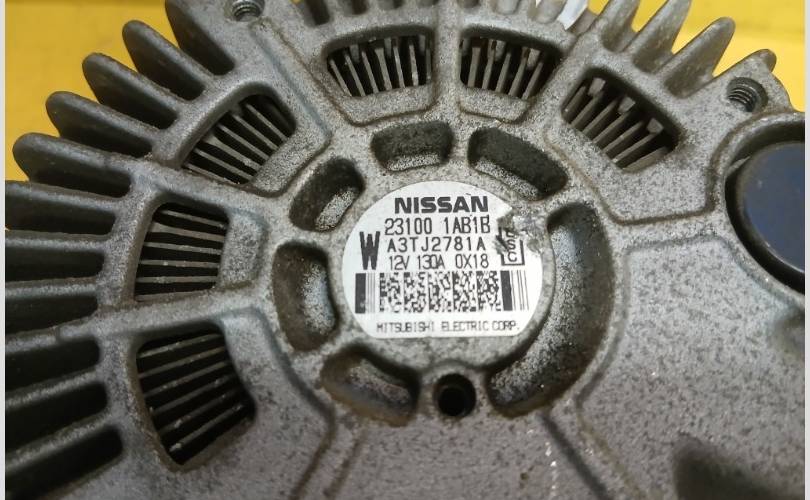 NISSAN
23100 1AB1B
W A3TJ2781A
12V 130A 0X18
MITSUBISHI ELECTRIC CORP.